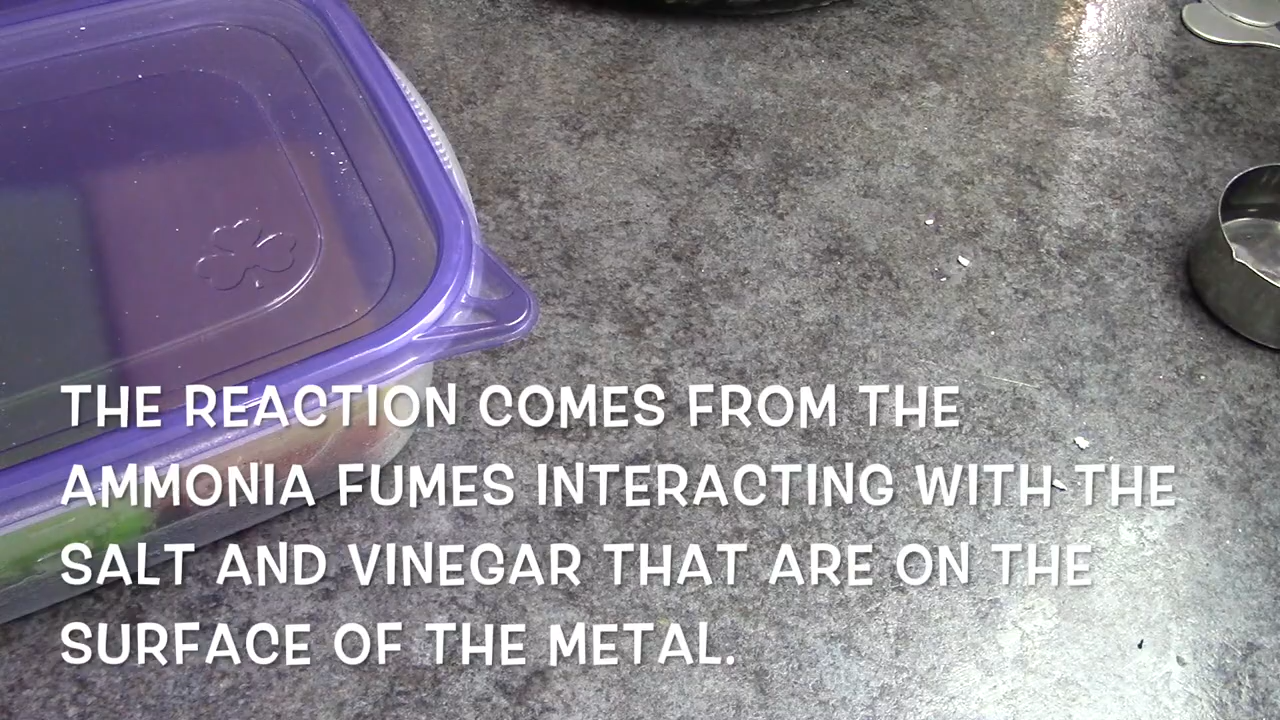 THE REACTION COMES FROM THE
AMMONIA FUMES INTERACTING WITH THE
SALT AND VINEGAR THAT ARE ON THE
SURFACE OF THE METAL.